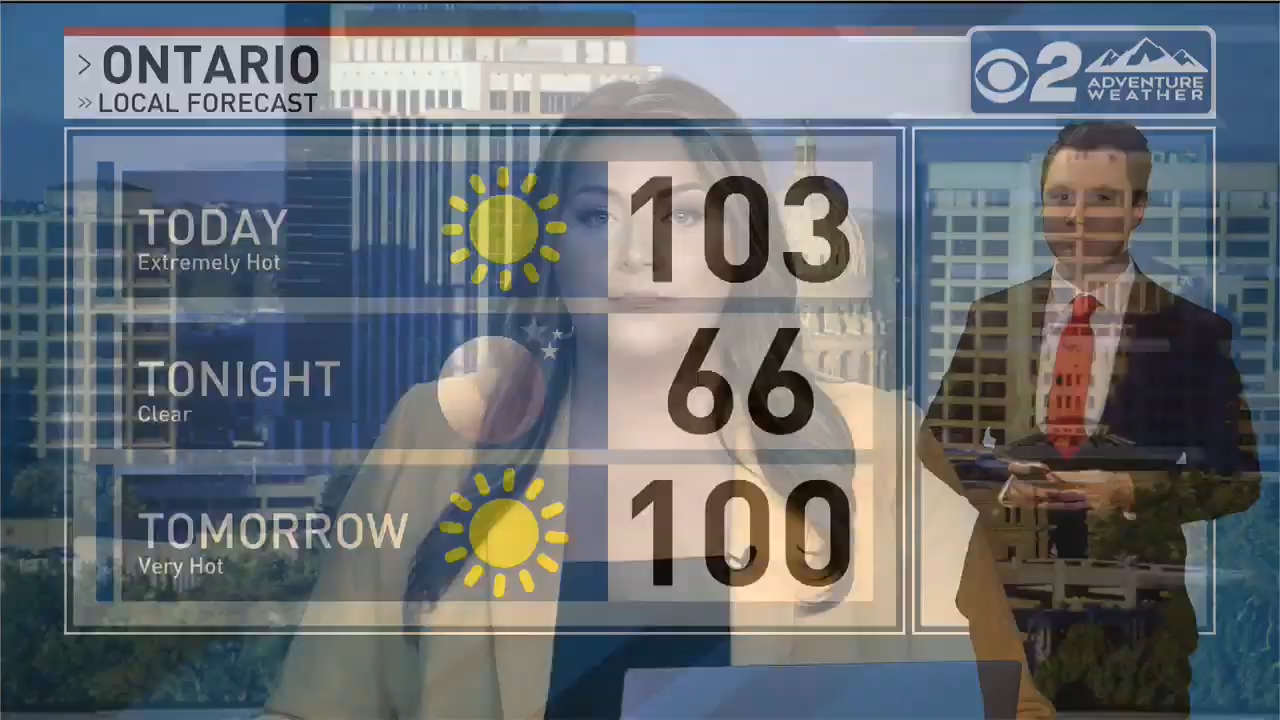 > ONTARIO
» LOCAL FORECAST
2 ADVENTURE
WEATHER
TODAY
Extremely Hot
103
TONIGHT
Clear
66
TOMORROW
Very Hot
100